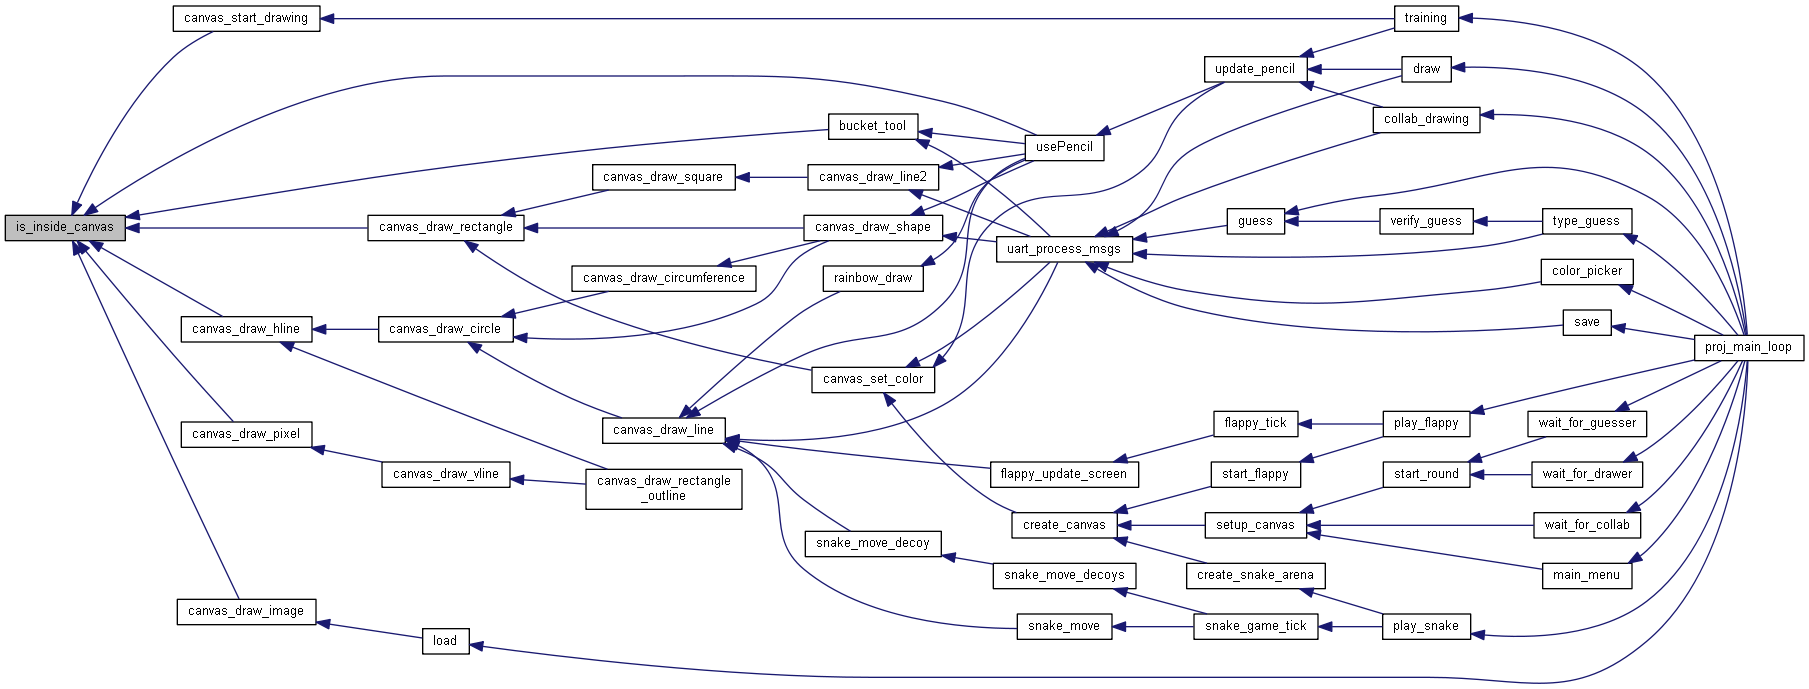 canvas_start_drawing
training
update_pencil
draw
collab_drawing
bucket_tool
usePencil
canvas_draw_square
canvas_draw_line2
is_inside_canvas
canvas_draw_rectangle
canvas_draw_shape
uart_process_msgs
guess
verify_guess
type_guess
canvas_draw_circumference
rainbow_draw
color_picker
canvas_draw_hline
canvas_draw_circle
save
proj_main_loop
canvas_set_color
canvas_draw_pixel
canvas_draw_line
flappy_tick
play_flappy
wait_for_guesser
canvas_draw_vline
canvas_draw_rectangle
_outline
flappy_update_screen
start_flappy
start_round
wait_for_drawer
create_canvas
setup_canvas
wait_for_collab
snake_move_decoy
snake_move_decoys
create_snake_arena
main_menu
canvas_draw_image
load
snake_move
snake_game_tick
play_snake